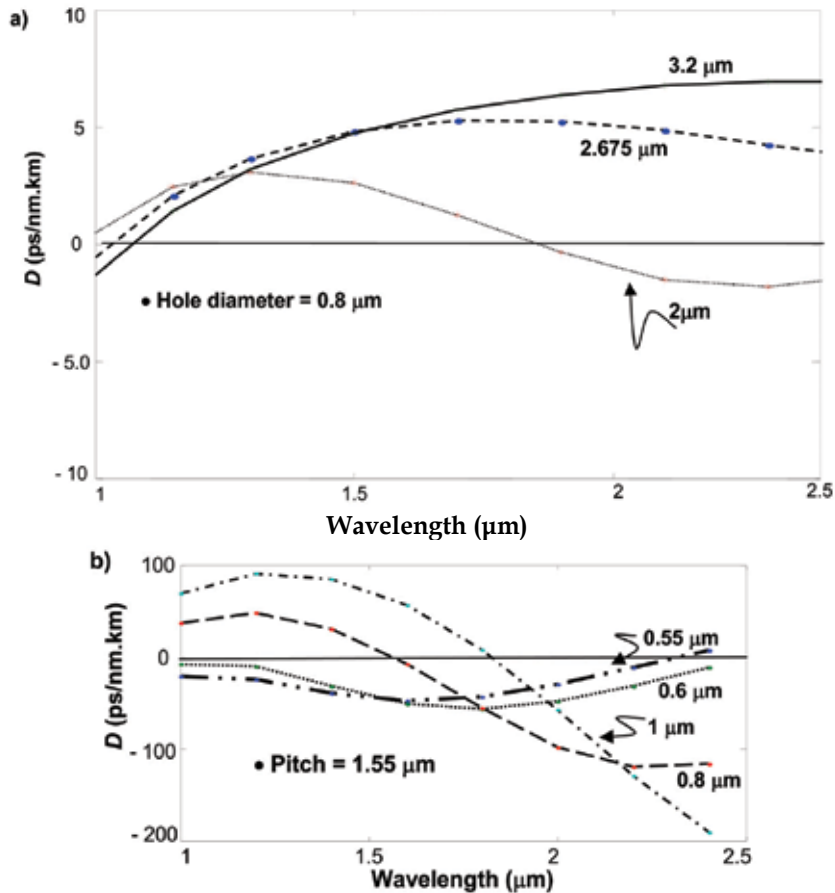 a)
10
3.2 μm
5
2.675 μm
D (ps/nm.km)
0
• Hole diameter = 0.8 μm
2μm
- 5.0
- 10
1
1.5
2
2.5
Wavelength (μm)
b)
100
0.55 μm
0
0.6 μm
D (ps/nm.km)
1 μm
- 100
• Pitch = 1.55 μm
0.8 μm
- 200
1
1.5
2
2.5
Wavelength (μm)